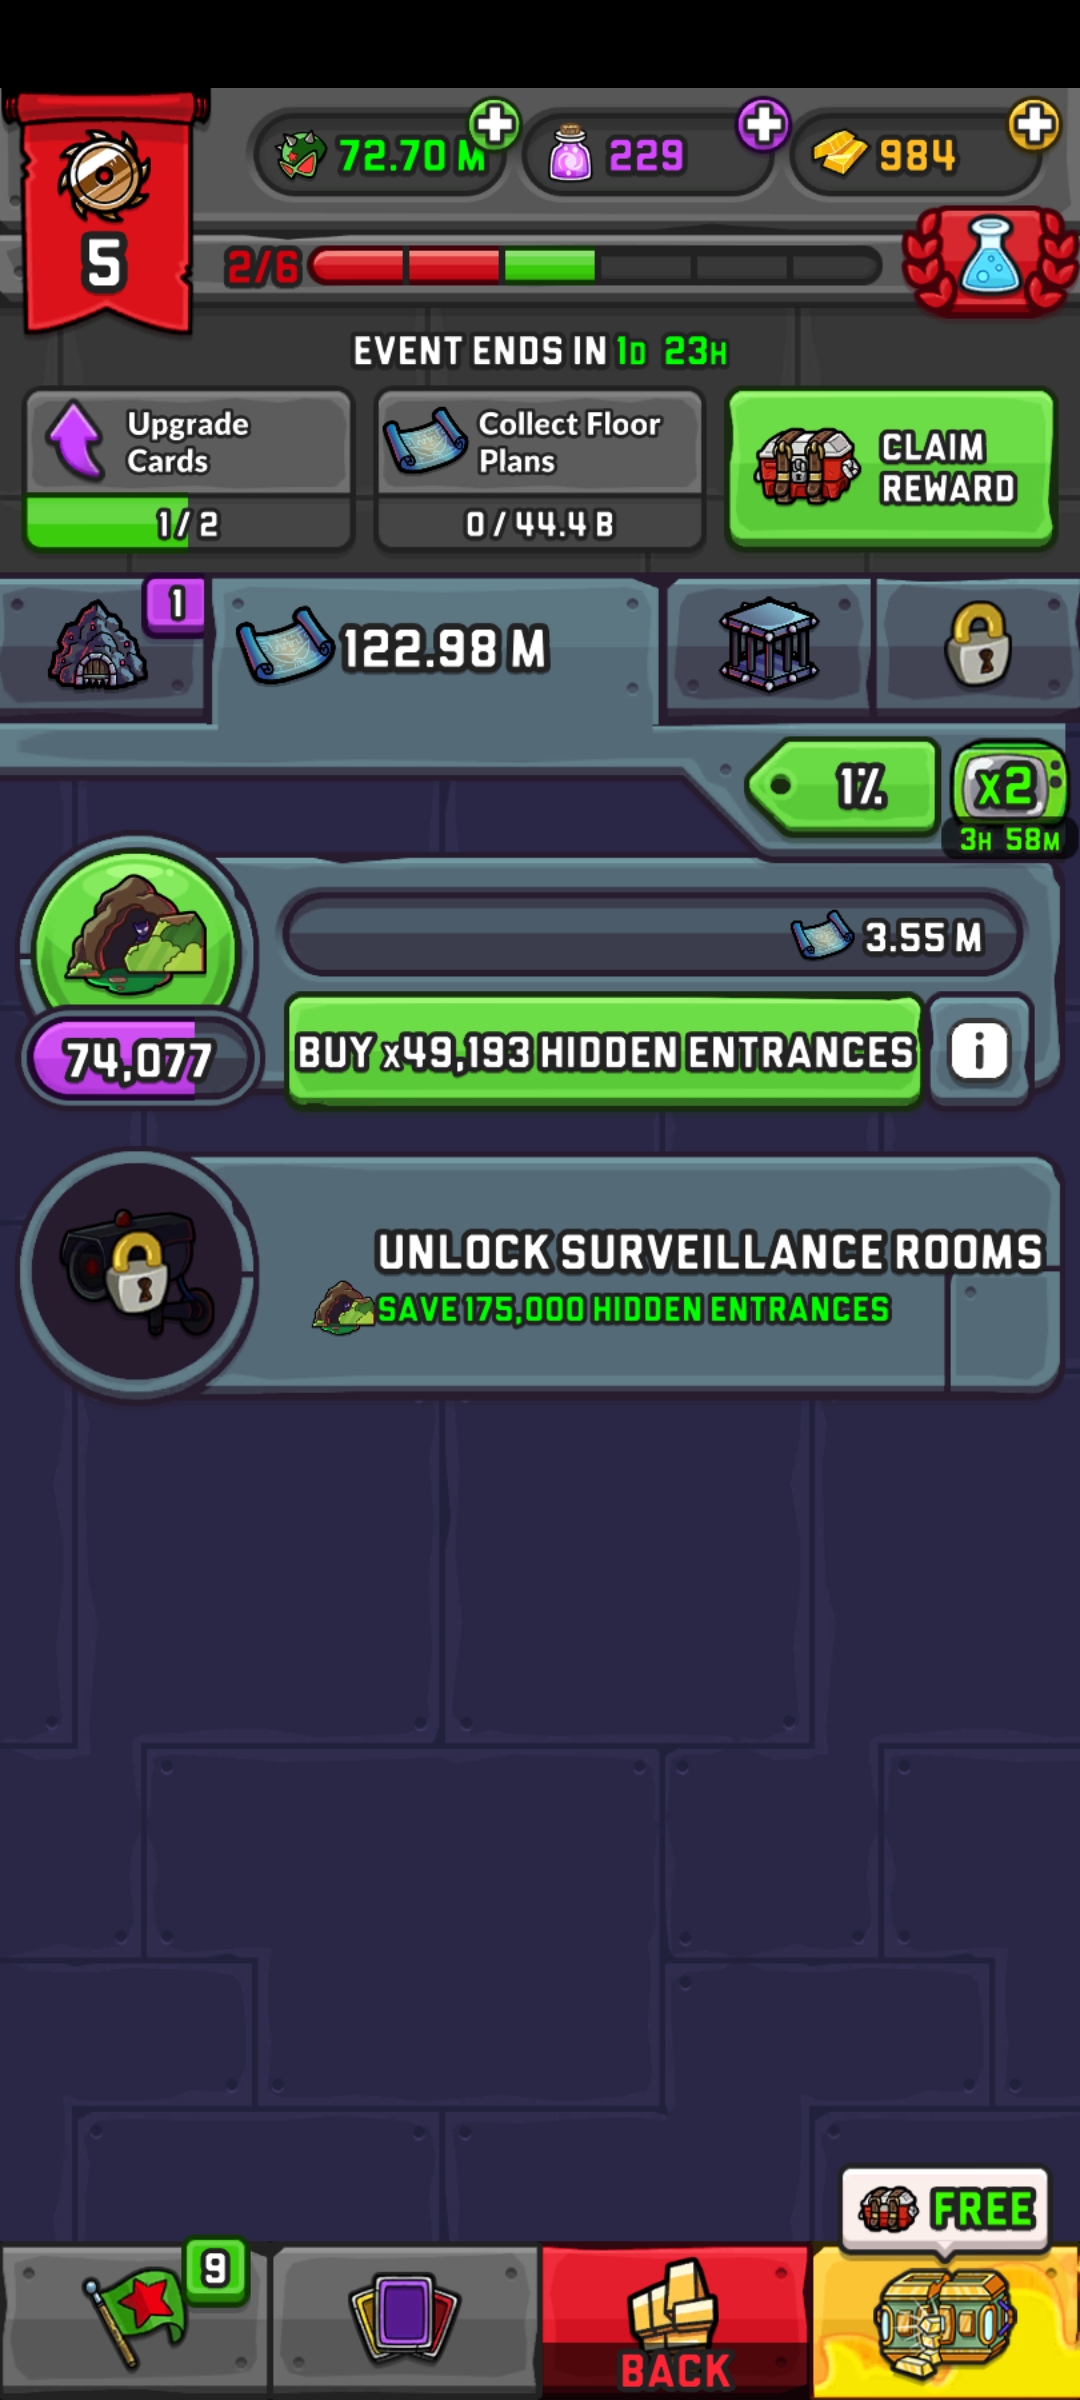 72.70 M
229
984
5
2/6
EVENT ENDS IN 1D 23H
Upgrade
Cards
1/2
Collect Floor
Plans
0/44.4 B
CLAIM
REWARD
1
122.98 M
1%
x2
3H 58M
3.55 M
74,077
BUY x49,193 HIDDEN ENTRANCES
i
UNLOCK SURVEILLANCE ROOMS
SAVE 175,000 HIDDEN ENTRANCES
FREE
9
BACK